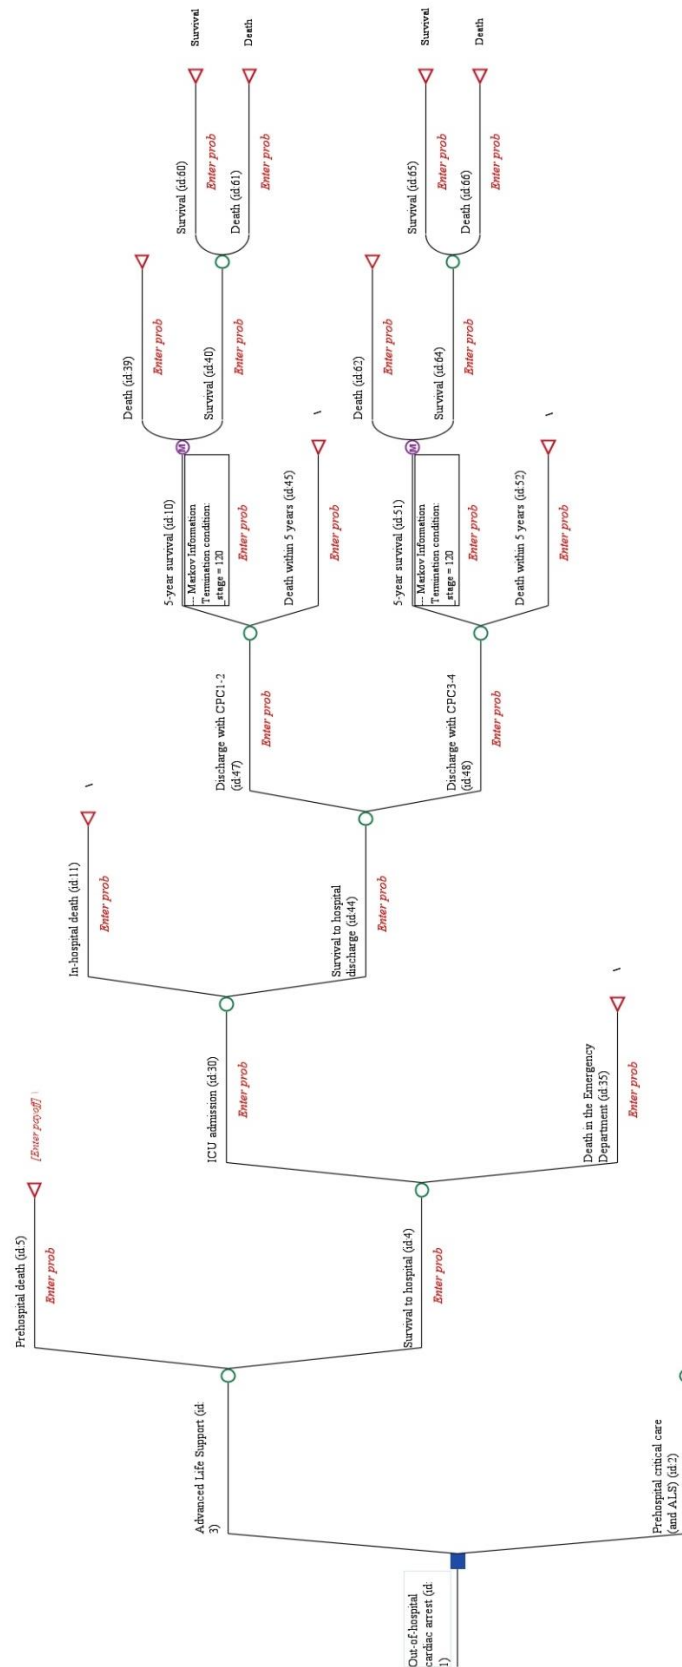 Out-of-hospital
cardiac arrest (id:
1)
Advanced Life Support (id:
3)
Prehospital death (id:5)
Enter prob
[Enter payoff] \
Survival to hospital (id:4)
Enter prob
ICU admission (id:30)
Enter prob
In-hospital death (id:11)
Enter prob
\
Survival to hospital
discharge (id:44)
Enter prob
Discharge with CPC1-2
(id:47)
Enter prob
5-year survival (id:10)
--- Markov Information
Termination condition:
_stage = 120
Enter prob
Death (id:39)
Enter prob
Survival (id:40)
Enter prob
Survival (id:60)
Enter prob
Survival
Death (id:61)
Enter prob
Death
Death within 5 years (id:45)
Enter prob
\
Discharge with CPC3-4
(id:48)
Enter prob
5-year survival (id:51)
--- Markov Information
Termination condition:
_stage = 120
Enter prob
Death (id:62)
Enter prob
Survival (id:64)
Enter prob
Survival (id:65)
Enter prob
Survival
Death (id:66)
Enter prob
Death
Death within 5 years (id:52)
Enter prob
\
Death in the Emergency
Department (id:35)
Enter prob
\
Prehospital critical care
(and ALS) (id:2)
M
M